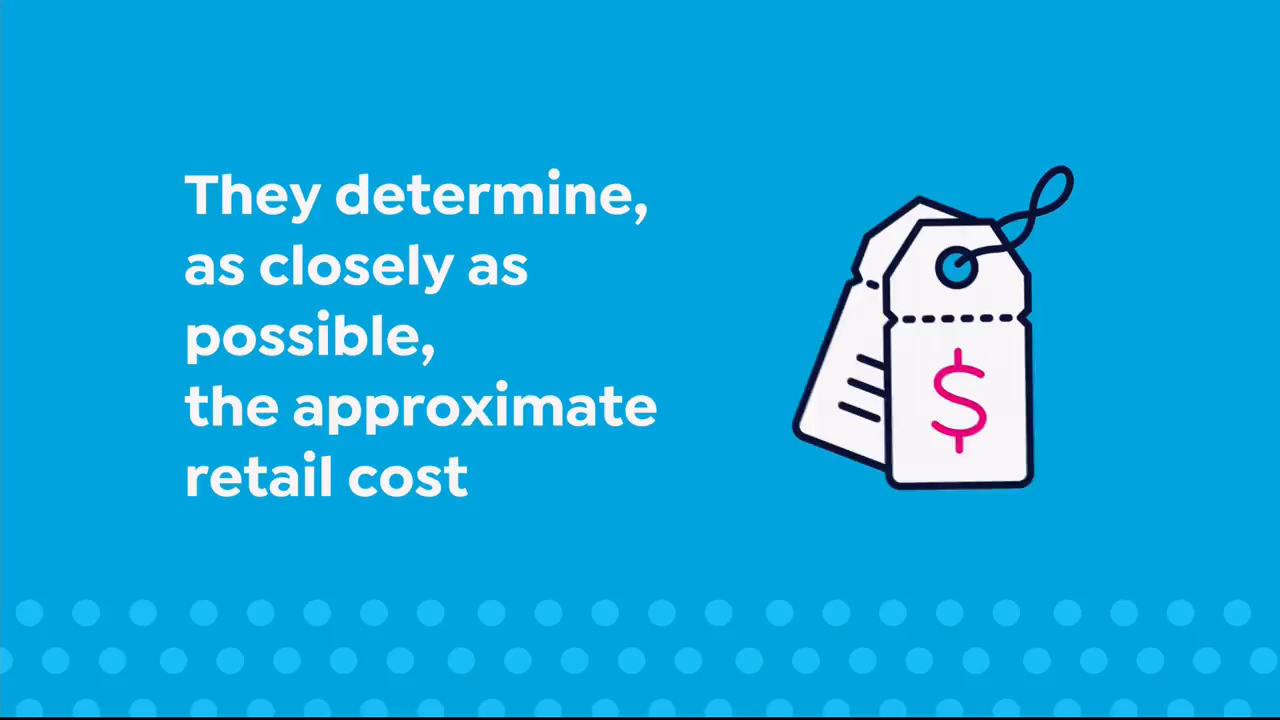 They determine,
as closely as
possible,
the approximate
retail cost
$